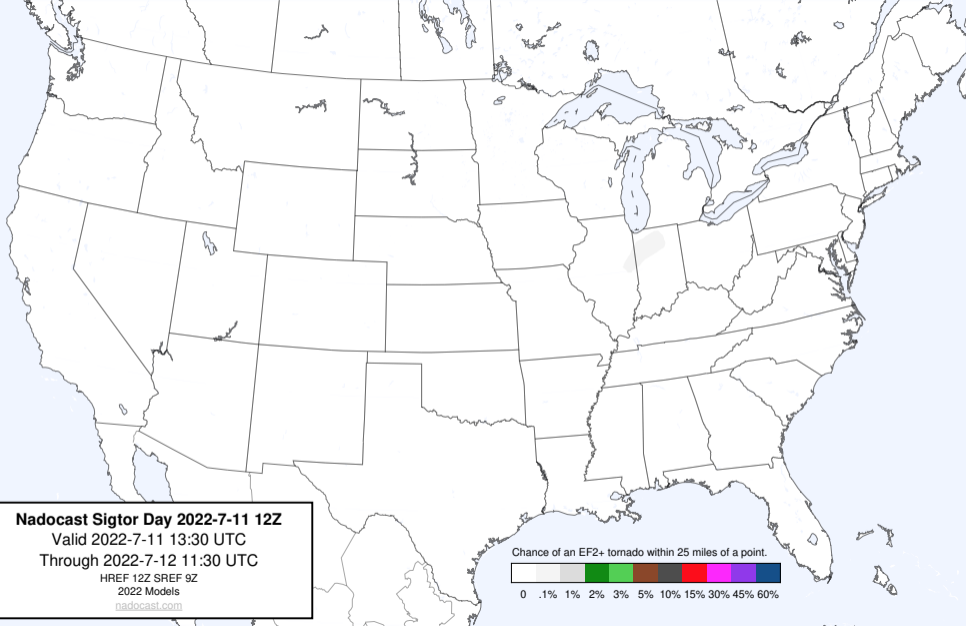 Nadocast Sigtor Day 2022-7-11 12Z
Valid 2022-7-11 13:30 UTC
Through 2022-7-12 11:30 UTC
HREF 12Z SREF 9Z
2022 Models
nadocast.com
Chance of an EF2+ tornado within 25 miles of a point.
0 .1% 1% 2% 3% 5% 10% 15% 30% 45% 60%